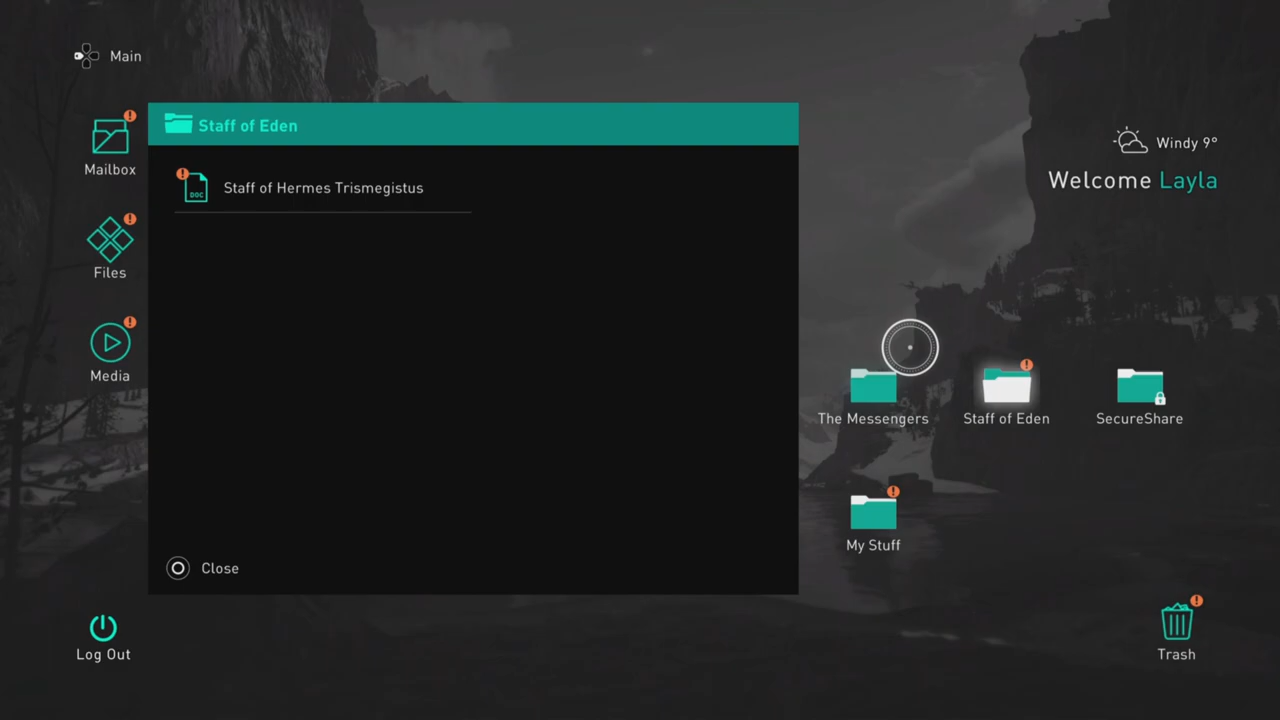 Main
Mailbox
Files
Media
Log Out
Staff of Eden
DOC
Staff of Hermes Trismegistus
Close
Windy 9°
Welcome Layla
The Messengers
Staff of Eden
SecureShare
My Stuff
Trash